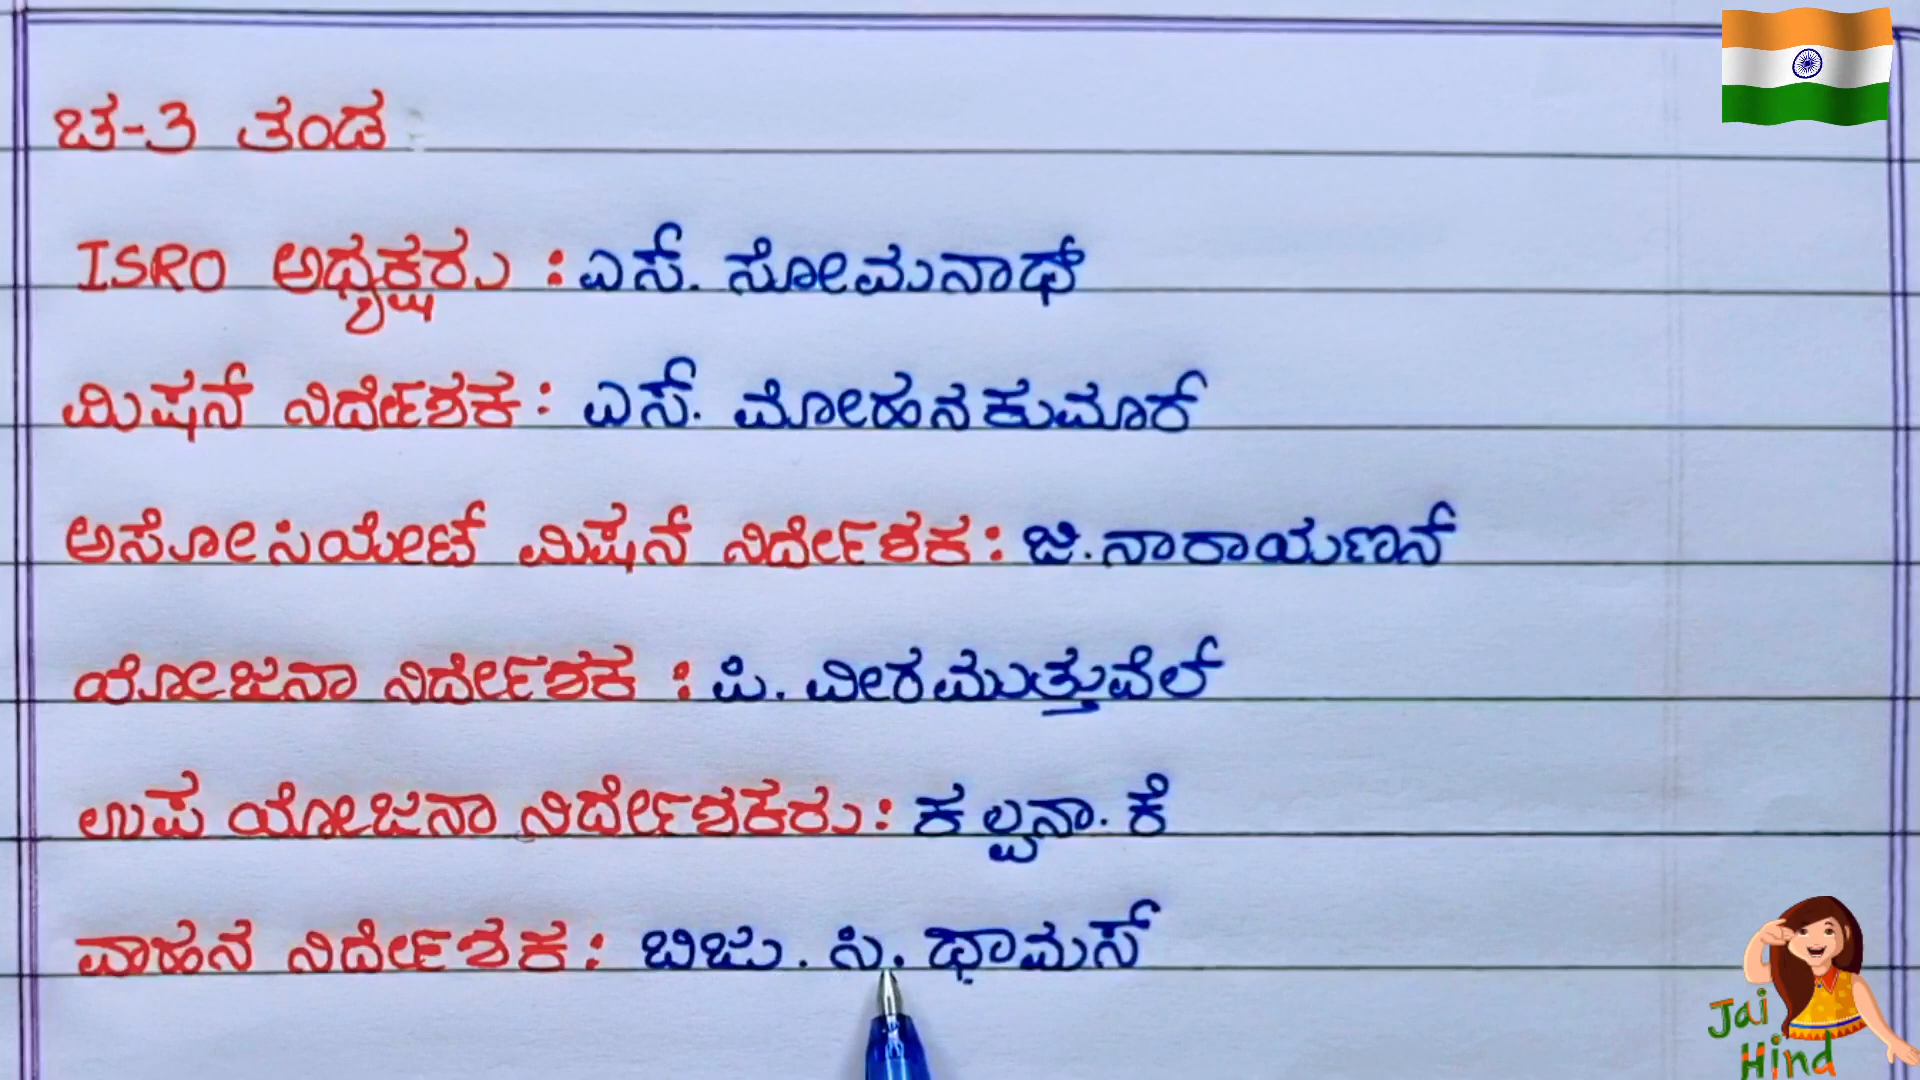 ಚ-3 ತಂಡ :
ISRO ಅಧ್ಯಕ್ಷರು : ಎಸ್. ಸೋಮನಾಥ್
ಮಿಷನ್ ನಿರ್ದೇಶಕ : ಎಸ್. ಮೋಹನಕುಮಾರ್
ಅಸೋಸಿಯೇಟ್ ಮಿಷನ್ ನಿರ್ದೇಶಕ : ಜಿ. ನಾರಾಯಣನ್
ಯೋಜನಾ ನಿರ್ದೇಶಕ : ಪಿ. ವೀರಮುತ್ತುವೆಲ್
ಉಪ ಯೋಜನಾ ನಿರ್ದೇಶಕರು : ಕಲ್ಪನಾ. ಕೆ
ವಾಹನ ನಿರ್ದೇಶಕ : ಬಿಜು. ಸಿ. ಥಾಮಸ್
Jai
Hind